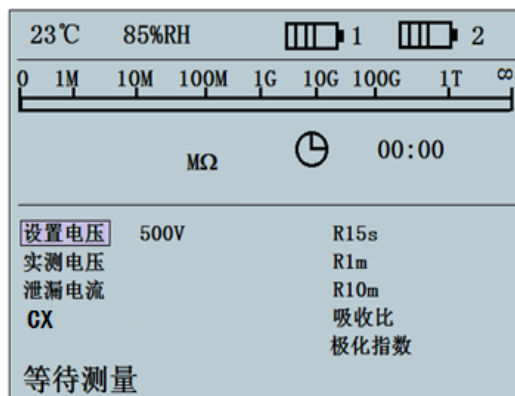 23℃ 85%RH 1 2
0 1M 10M 100M 1G 10G 100G 1T ∞
MΩ 00:00
设置电压 500V R15s
实测电压 R1m
泄漏电流 R10m
CX 吸收比
极化指数
等待测量